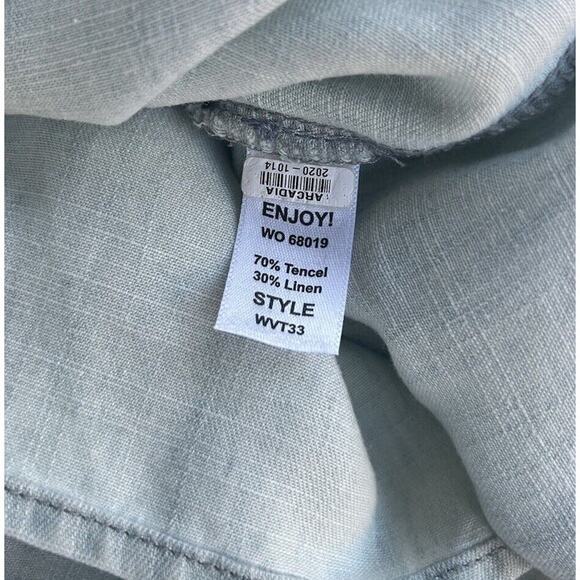 ARCADIA
2020-1014
ENJOY!
WO 68019
70% Tencel
30% Linen
STYLE
WVT33